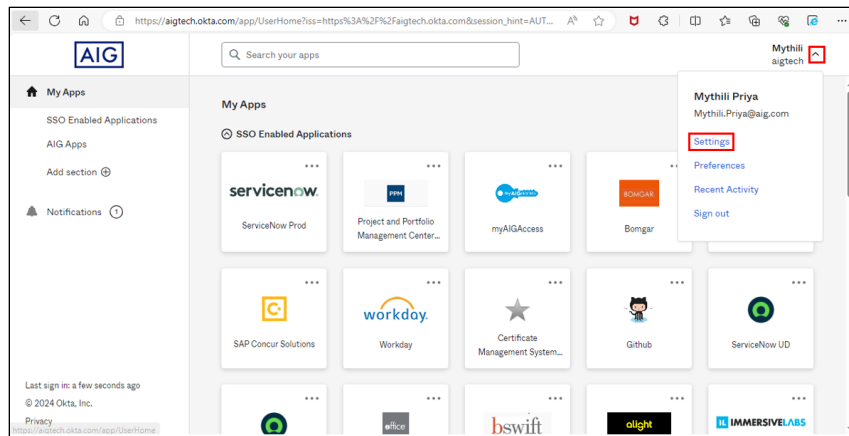 https://aigtech.okta.com/app/UserHome?iss=https%3A%2F%2Faigtech.okta.com&session_hint=AUT...
AIG
Search your apps
Mythili
aigtech
My Apps
SSO Enabled Applications
AIG Apps
Add section
Notifications 1
My Apps
SSO Enabled Applications
Mythili Priya
Mythili.Priya@aig.com
Settings
Preferences
Recent Activity
Sign out
servicenow.
PPM
BOMGAR
ServiceNow Prod
Project and Portfolio
Management Center...
myAIGAccess
Bomgar
workday.
SAP Concur Solutions
Workday
Certificate
Management System...
Github
ServiceNow UD
office
bswift
alight
IL IMMERSIVELABS
Last sign in: a few seconds ago
© 2024 Okta, Inc.
Privacy
https://aigtech.okta.com/app/UserHome